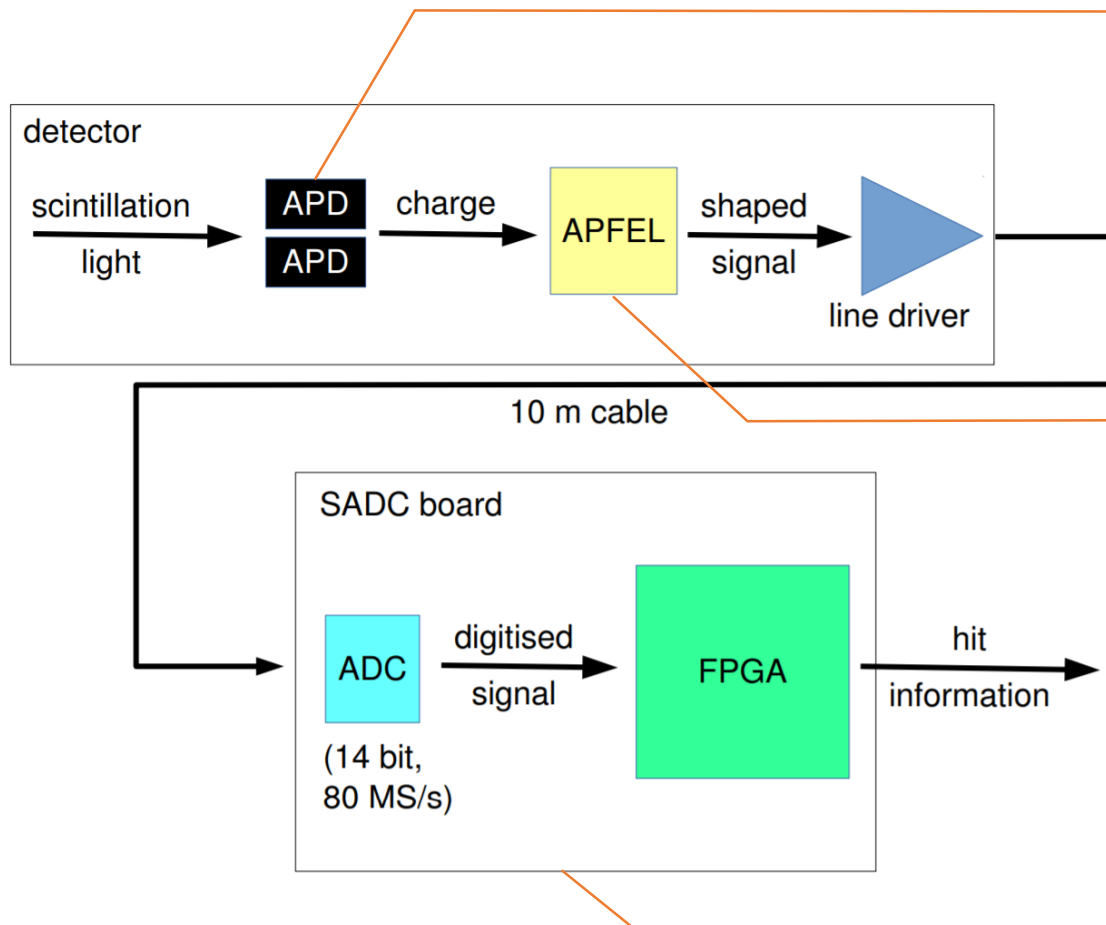 detector
scintillation
light
APD
APD
charge
APFEL
shaped
signal
line driver
10 m cable
SADC board
ADC
(14 bit,
80 MS/s)
digitised
signal
FPGA
hit
information